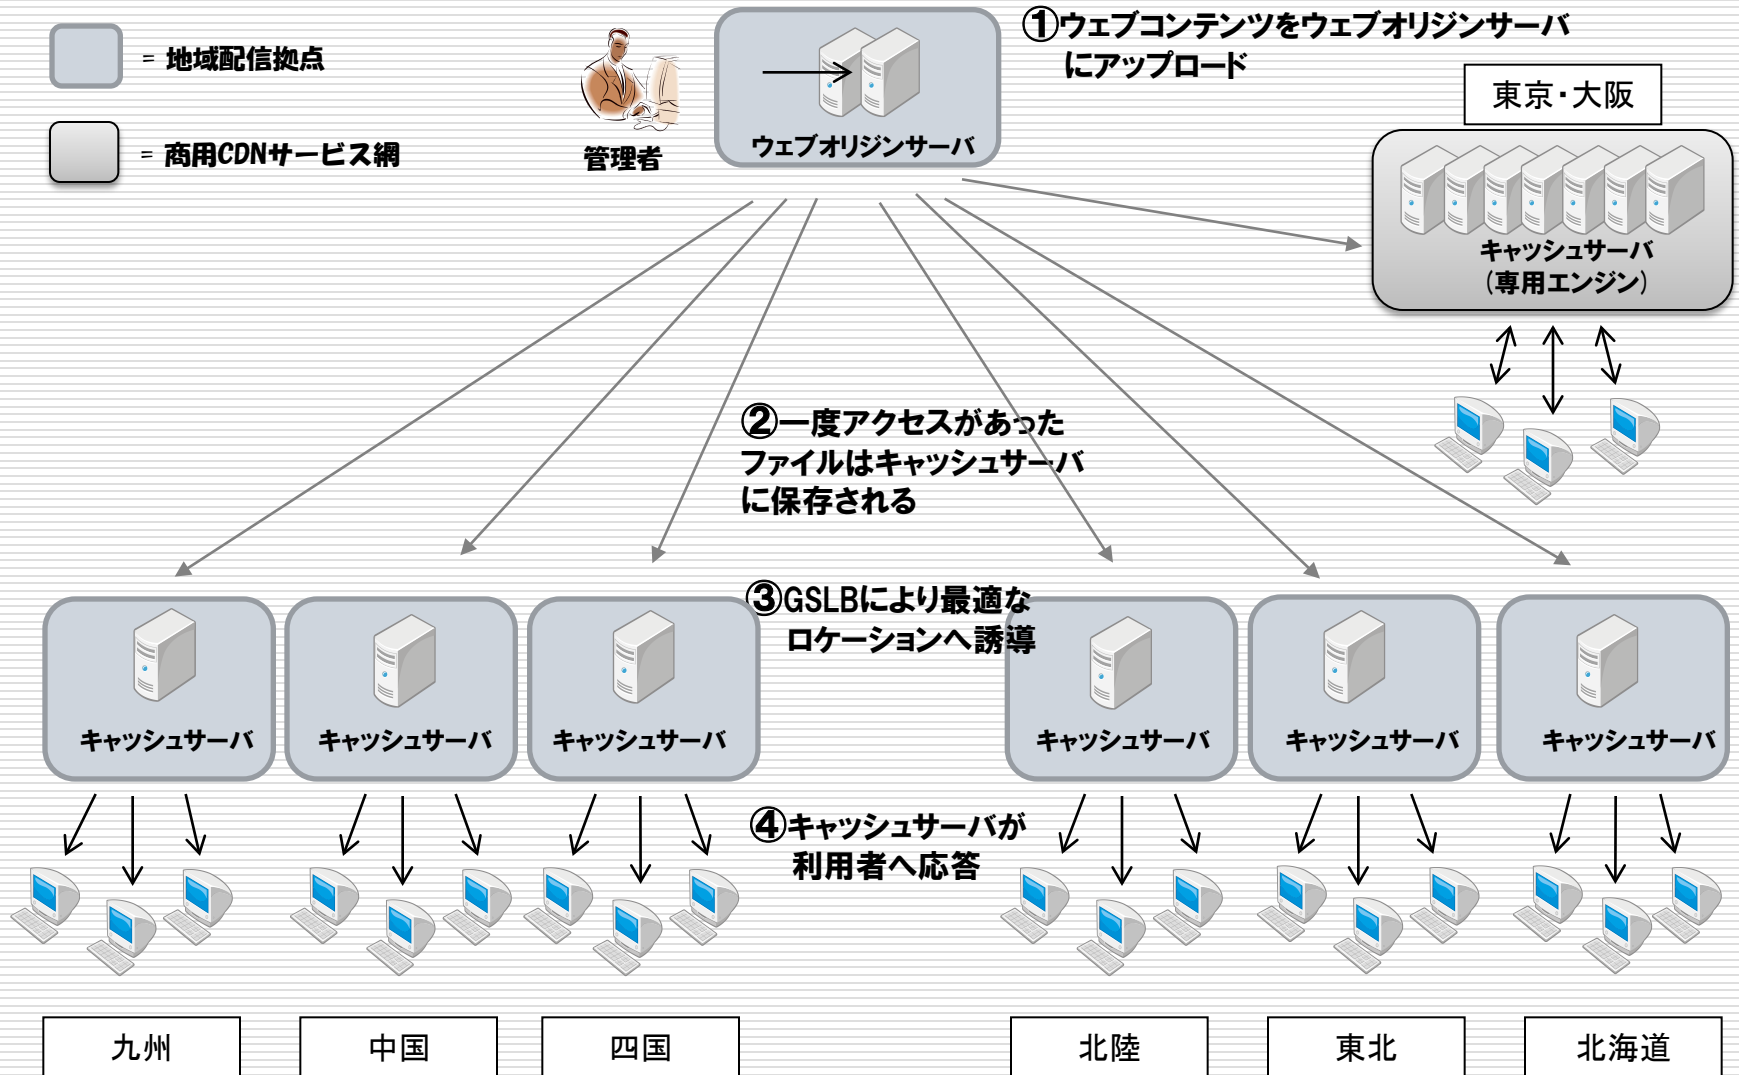 = 地域配信拠点
= 商用CDNサービス網
管理者
ウェブオリジンサーバ
①ウェブコンテンツをウェブオリジンサーバ
にアップロード
東京・大阪
キャッシュサーバ
(専用エンジン)
②一度アクセスがあった
ファイルはキャッシュサーバ
に保存される
③GSLBにより最適な
ロケーションへ誘導
キャッシュサーバ
キャッシュサーバ
キャッシュサーバ
キャッシュサーバ
キャッシュサーバ
キャッシュサーバ
④キャッシュサーバが
利用者へ応答
九州
中国
四国
北陸
東北
北海道